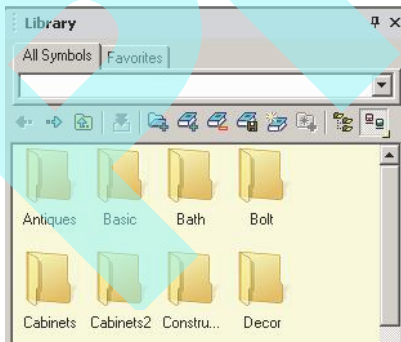 Library
All Symbols Favorites
Antiques Basic Bath Bolt
Cabinets Cabinets2 Constru... Decor